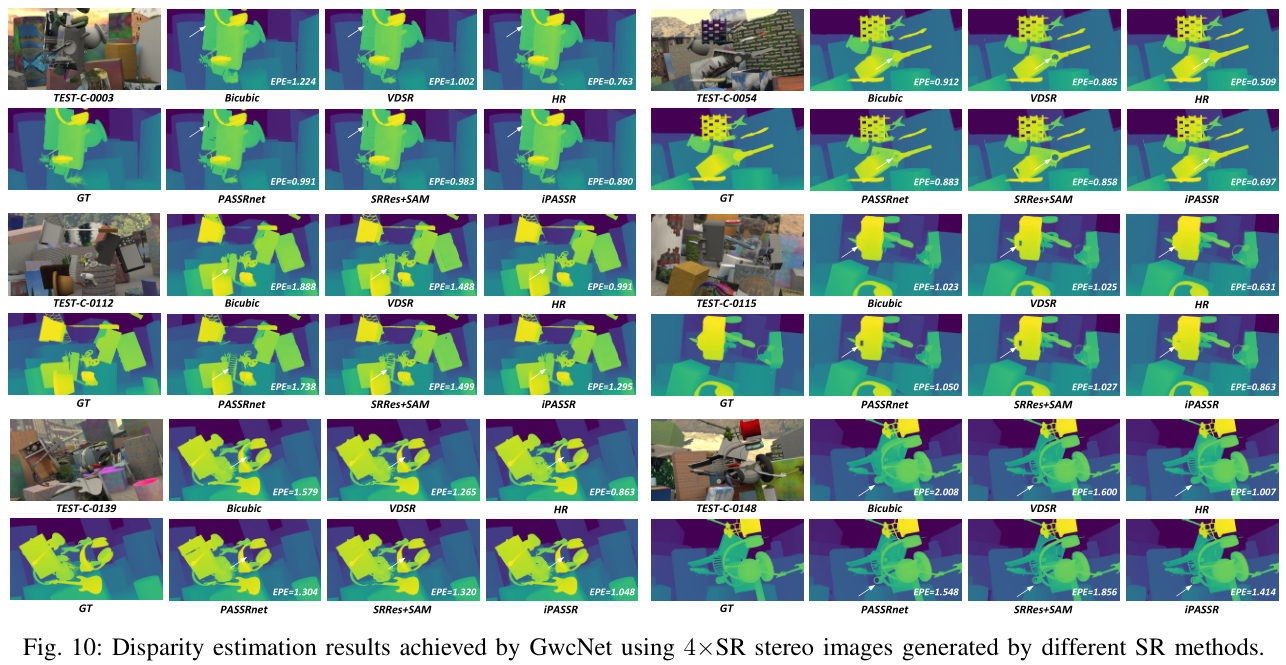 EPE=1.224 EPE=1.002 EPE=0.763 EPE=0.912 EPE=0.885 EPE=0.509
TEST-C-0003 Bicubic VDSR HR TEST-C-0054 Bicubic VDSR HR
EPE=0.991 EPE=0.983 EPE=0.890 EPE=0.883 EPE=0.858 EPE=0.697
GT PASSRnet SRRes+SAM iPASSR GT PASSRnet SRRes+SAM iPASSR
EPE=1.888 EPE=1.488 EPE=0.991 EPE=1.023 EPE=1.025 EPE=0.631
TEST-C-0112 Bicubic VDSR HR TEST-C-0115 Bicubic VDSR HR
EPE=1.738 EPE=1.499 EPE=1.295 EPE=1.050 EPE=1.027 EPE=0.863
GT PASSRnet SRRes+SAM iPASSR GT PASSRnet SRRes+SAM iPASSR
EPE=1.579 EPE=1.265 EPE=0.863 EPE=2.008 EPE=1.600 EPE=1.007
TEST-C-0139 Bicubic VDSR HR TEST-C-0148 Bicubic VDSR HR
EPE=1.304 EPE=1.320 EPE=1.048 EPE=1.548 EPE=1.856 EPE=1.414
GT PASSRnet SRRes+SAM iPASSR GT PASSRnet SRRes+SAM iPASSR
Fig. 10: Disparity estimation results achieved by GwcNet using 4×SR stereo images generated by different SR methods.